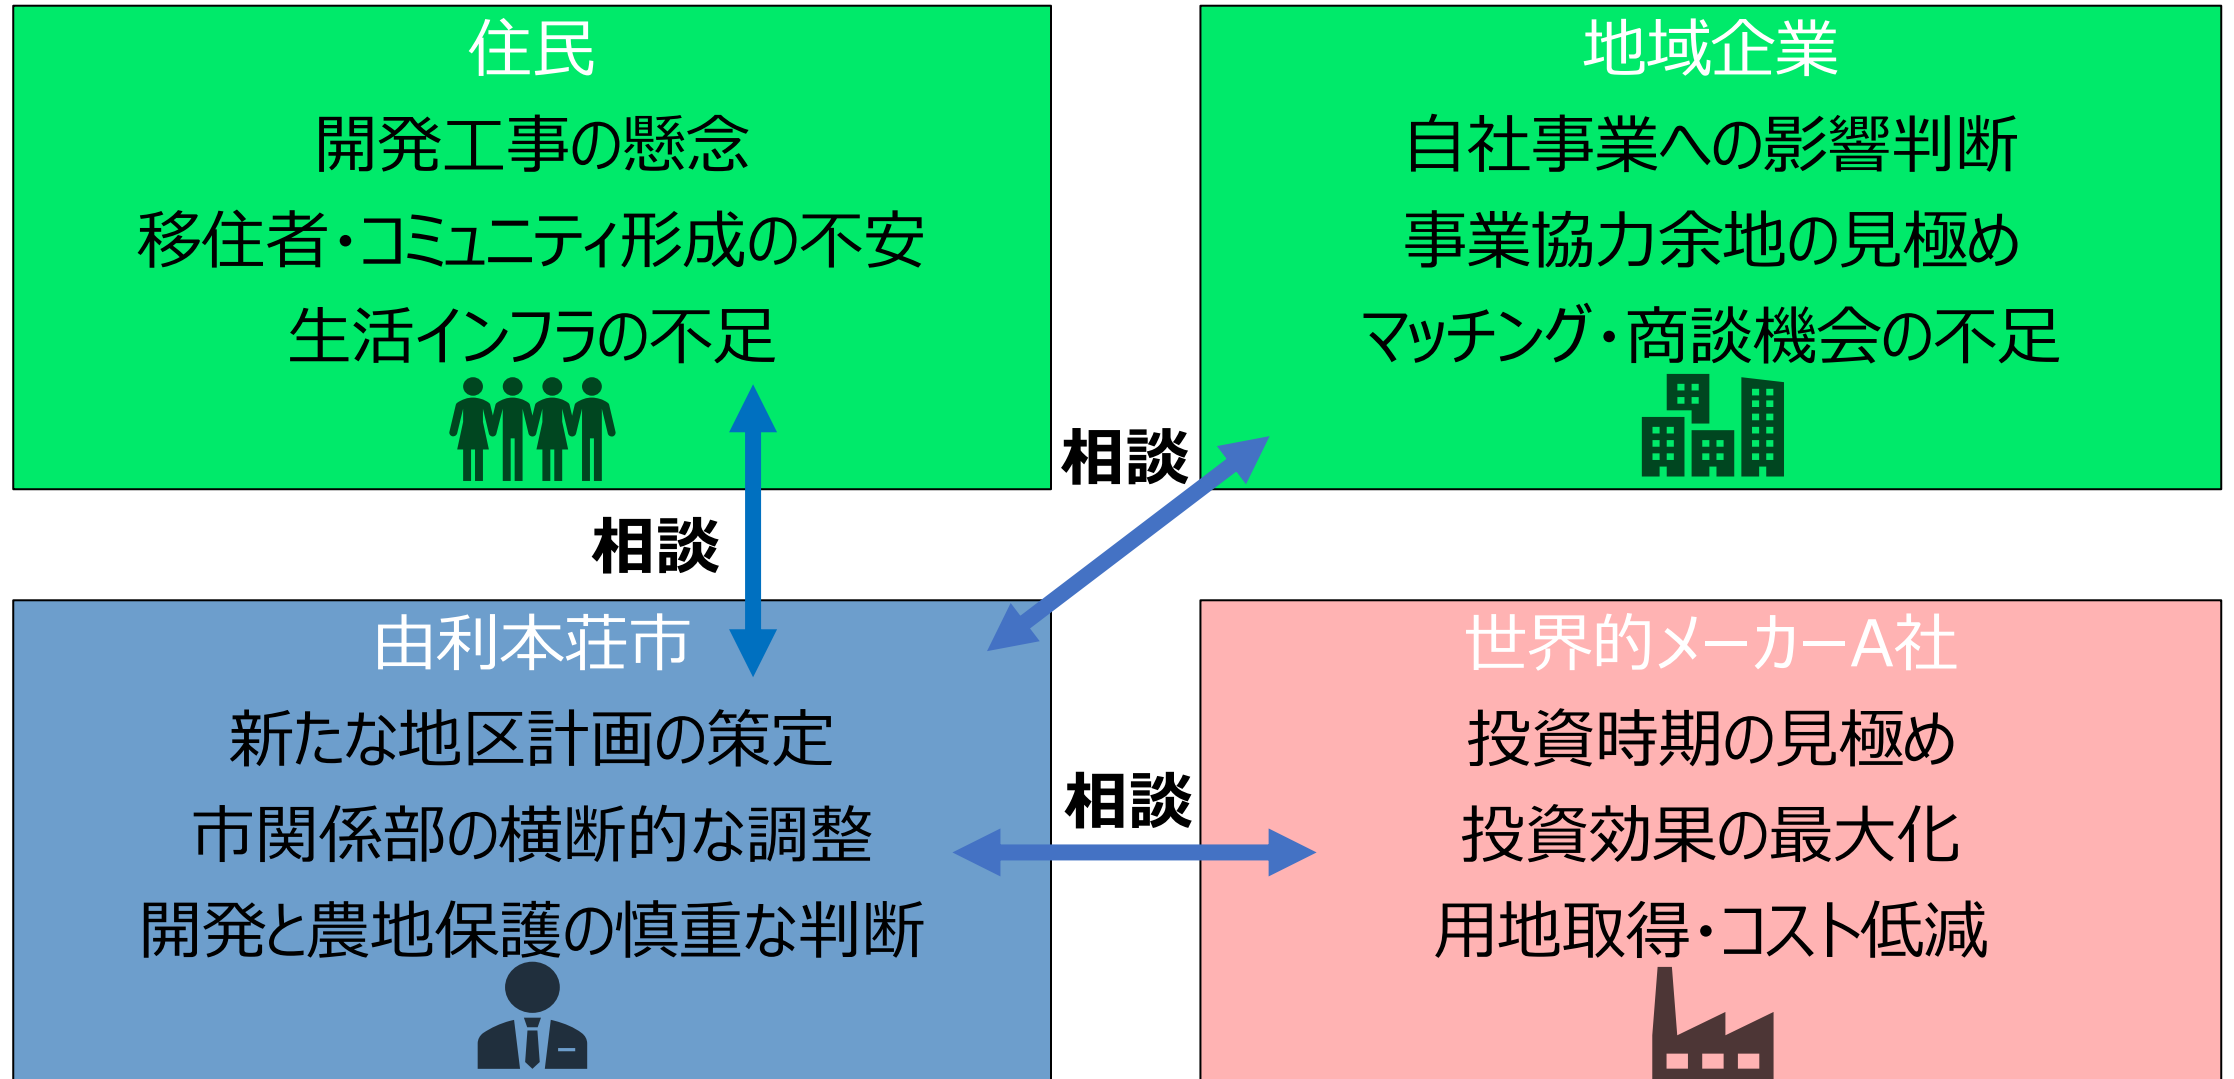 住民
開発工事の懸念
移住者・コミュニティ形成の不安
生活インフラの不足
地域企業
自社事業への影響判断
事業協力余地の見極め
マッチング・商談機会の不足
相談
相談
由利本荘市
新たな地区計画の策定
市関係部の横断的な調整
開発と農地保護の慎重な判断
相談
世界的メーカーA社
投資時期の見極め
投資効果の最大化
用地取得・コスト低減